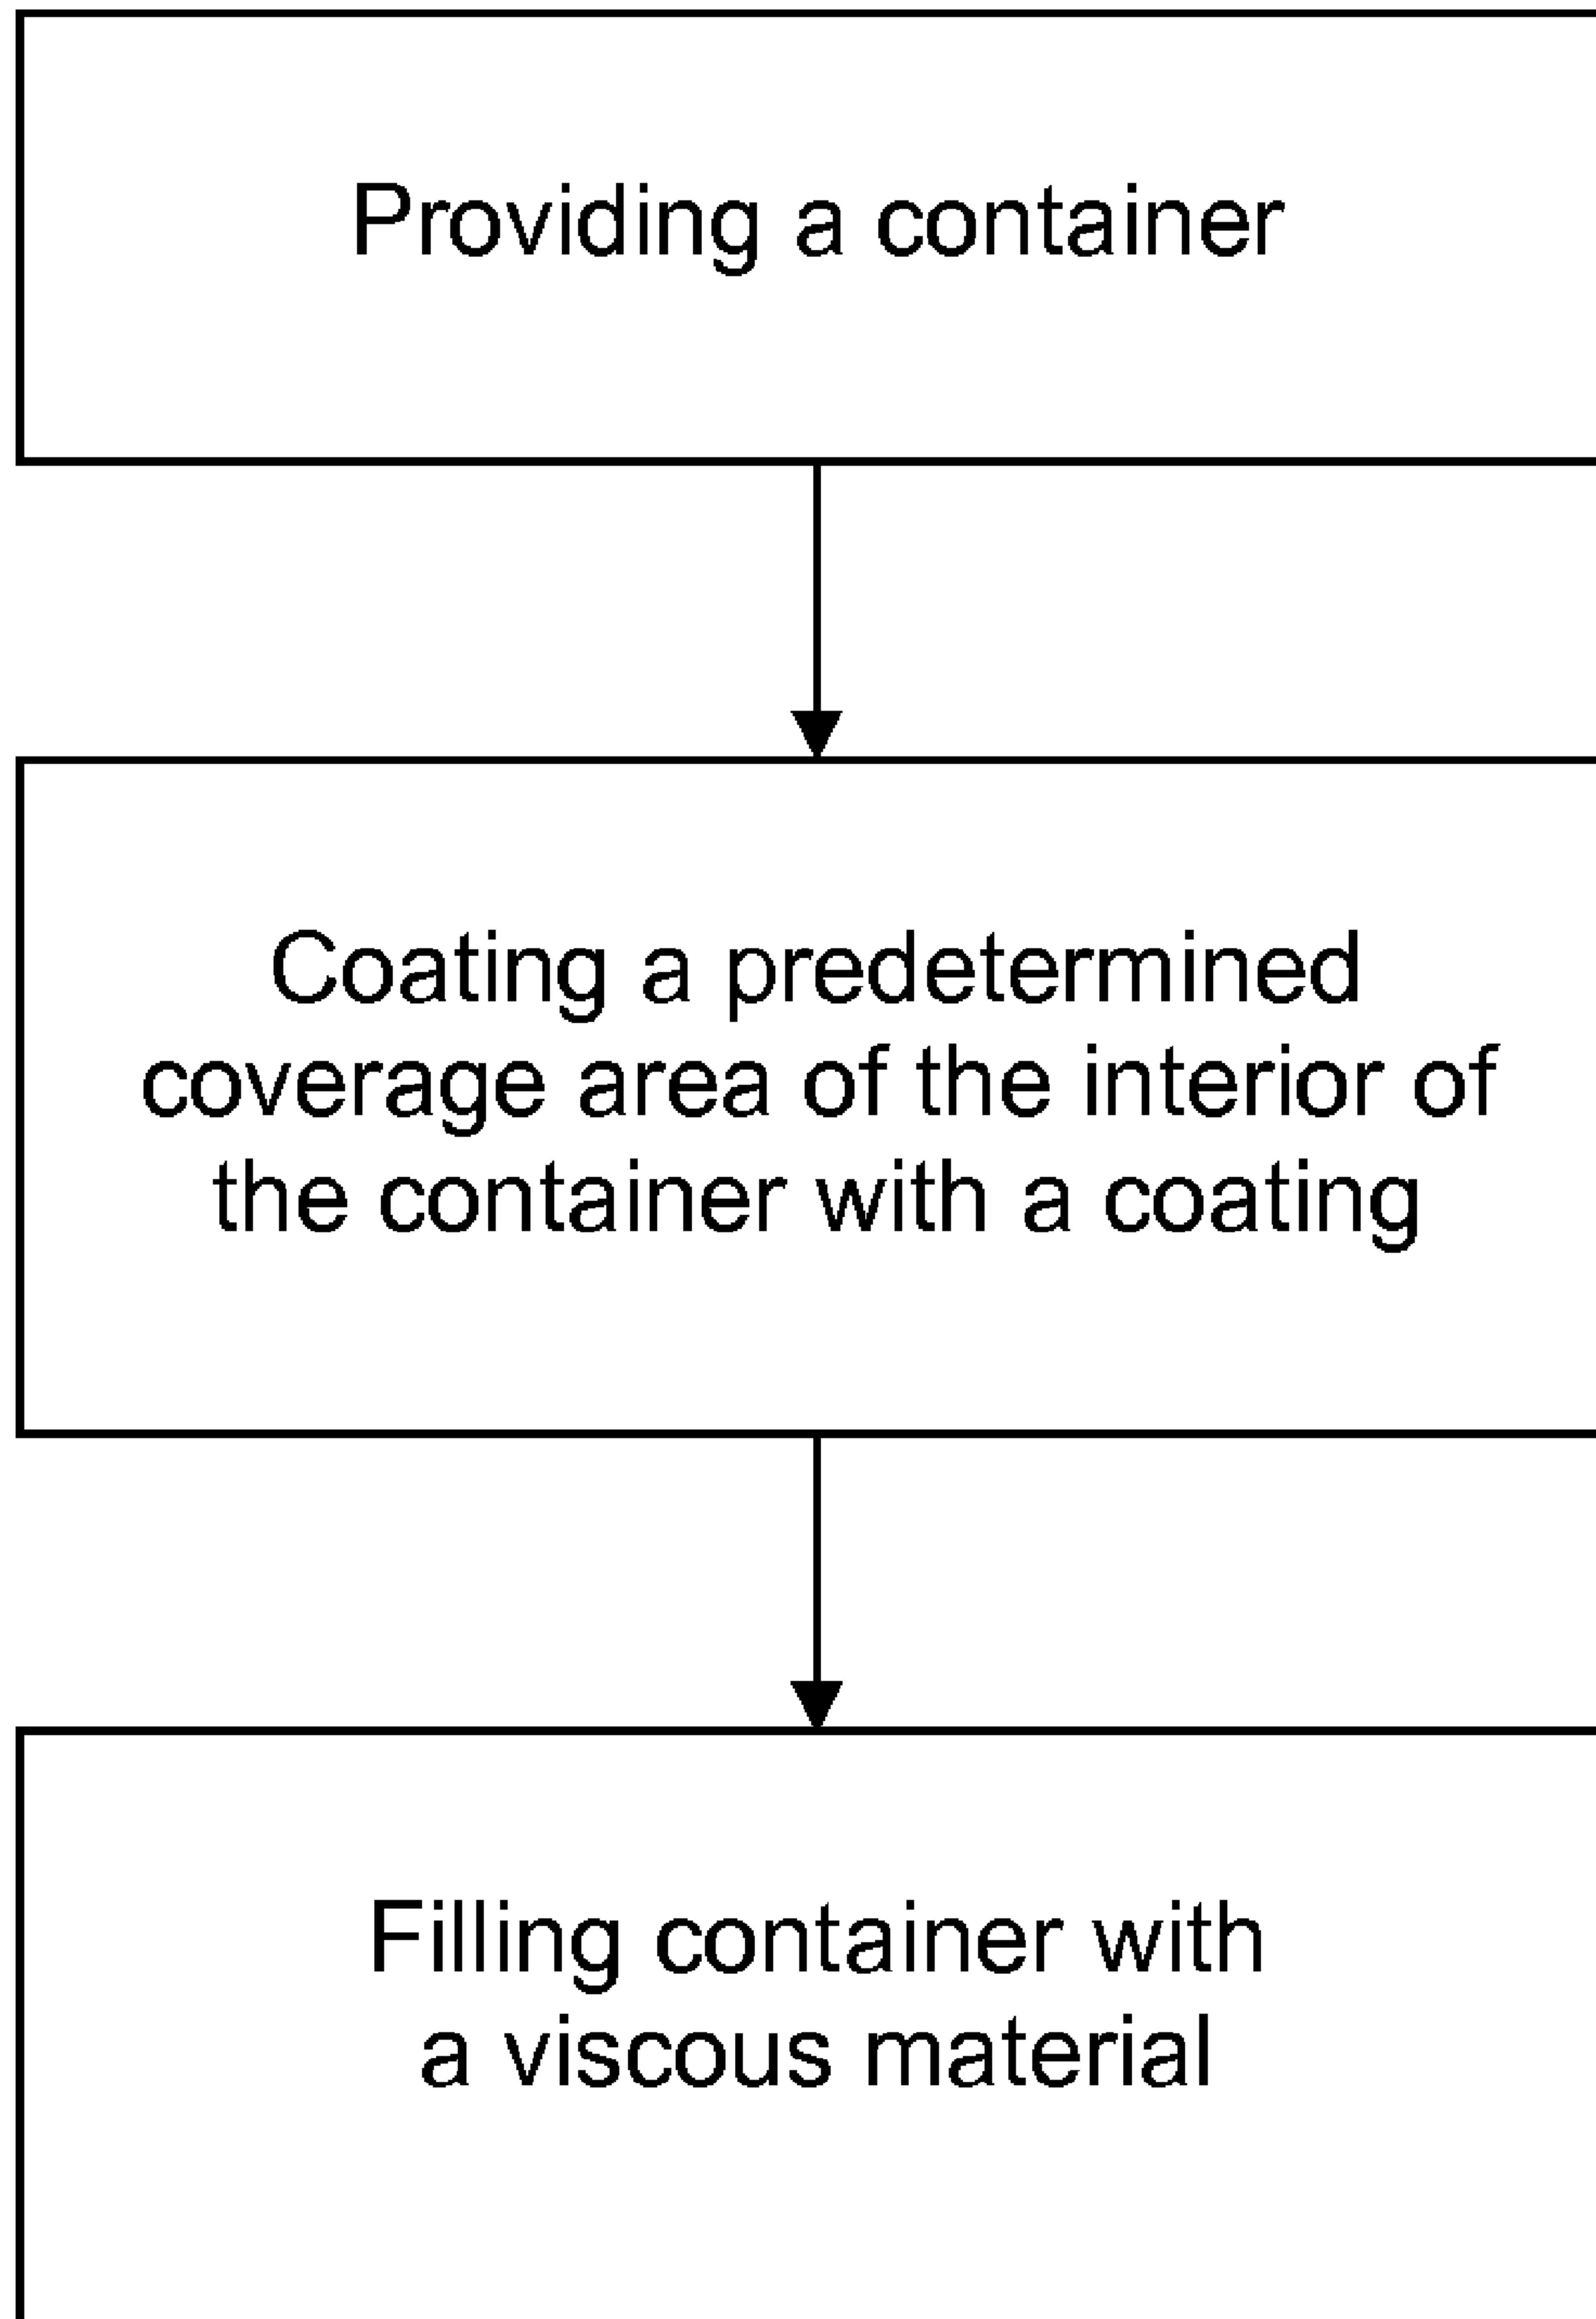 Providing a container
Coating a predetermined
coverage area of the interior of
the container with a coating
Filling container with
a viscous material